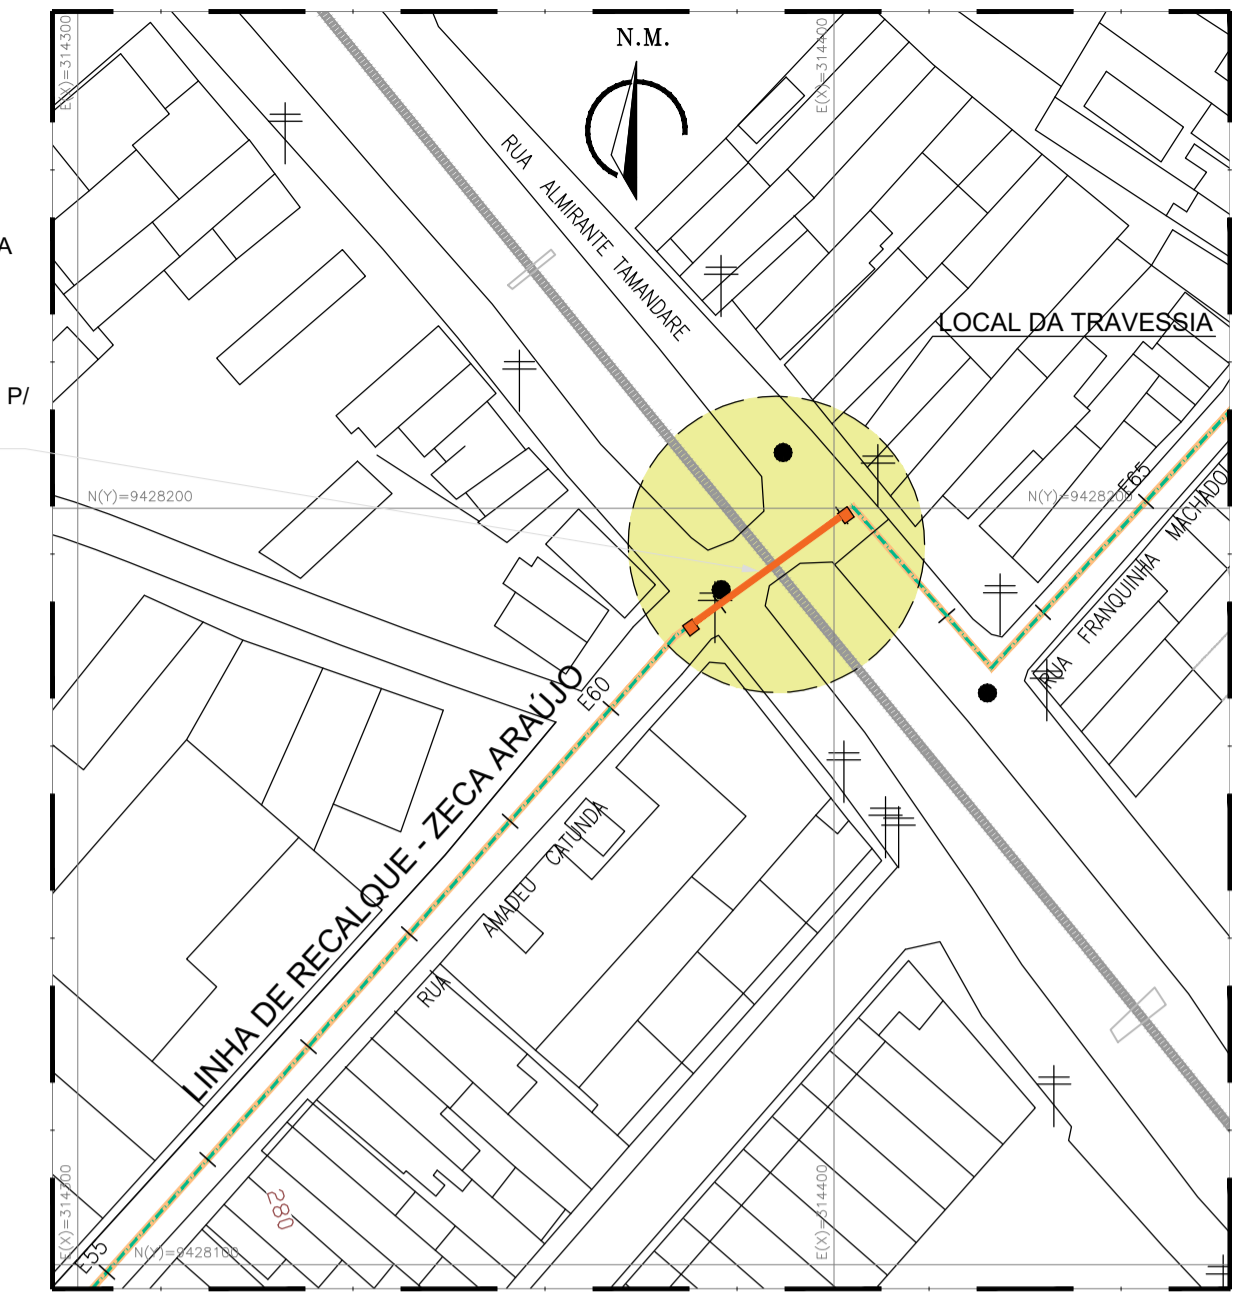 E(X)=314300
N.M.
E(X)=314400
RUA ALMIRANTE TAMANDARE
A
LOCAL DA TRAVESSIA
P/
N(Y)=9428200
N(Y)=9428200
E65
RUA FRANQUINHA MACHADO
E60
LINHA DE RECALQUE - ZECA ARAÚJO
RUA AMADEU CATUNDA
280
E(X)=314300
E(X)=314400
E55
N(Y)=9428100